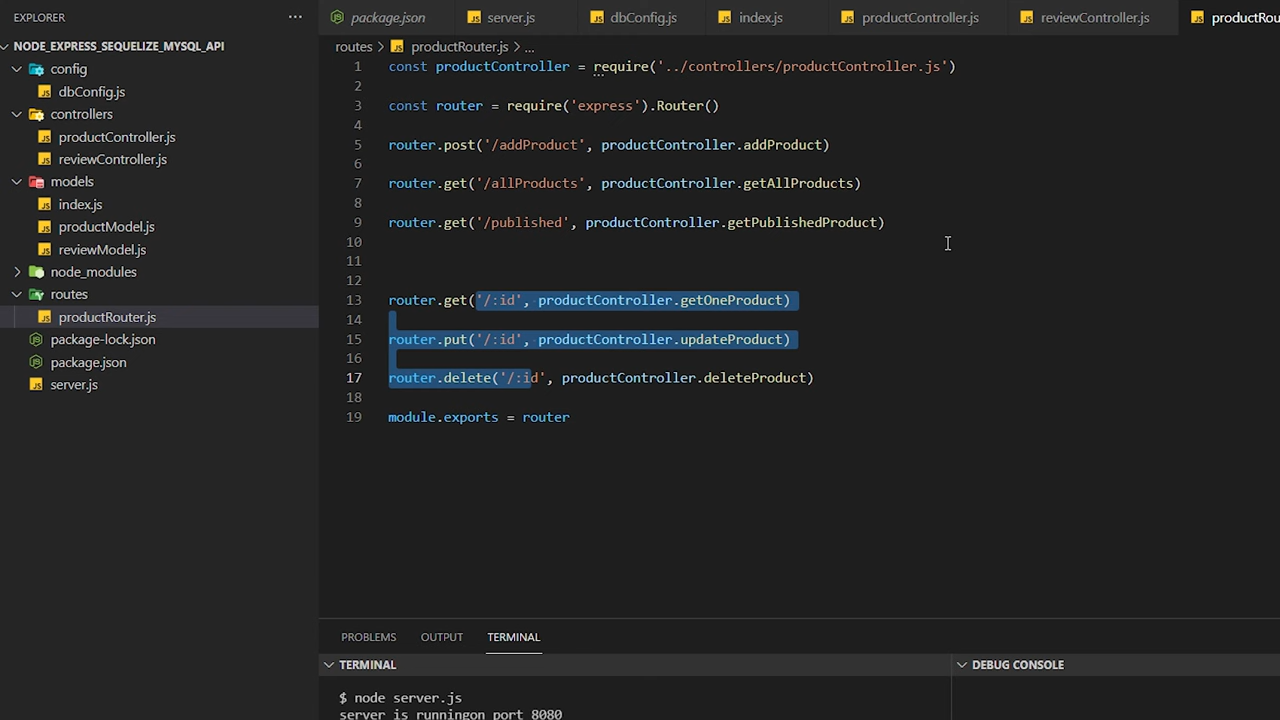 EXPLORER ...
package.json server.js dbConfig.js index.js productController.js reviewController.js productRou
NODE_EXPRESS_SEQUELIZE_MYSQL_API
config
dbConfig.js
controllers
productController.js
reviewController.js
models
index.js
productModel.js
reviewModel.js
node_modules
routes
productRouter.js
package-lock.json
package.json
server.js
routes > JS productRouter.js > ...
1 const productController = require('../controllers/productController.js')
2
3 const router = require('express').Router()
4
5 router.post('/addProduct', productController.addProduct)
6
7 router.get('/allProducts', productController.getAllProducts)
8
9 router.get('/published', productController.getPublishedProduct)
10
11
12
13 router.get('/:id', productController.getOneProduct)
14
15 router.put('/:id', productController.updateProduct)
16
17 router.delete('/:id', productController.deleteProduct)
18
19 module.exports = router
PROBLEMS OUTPUT TERMINAL
TERMINAL DEBUG CONSOLE
$ node server.js
server is runningon port 8080